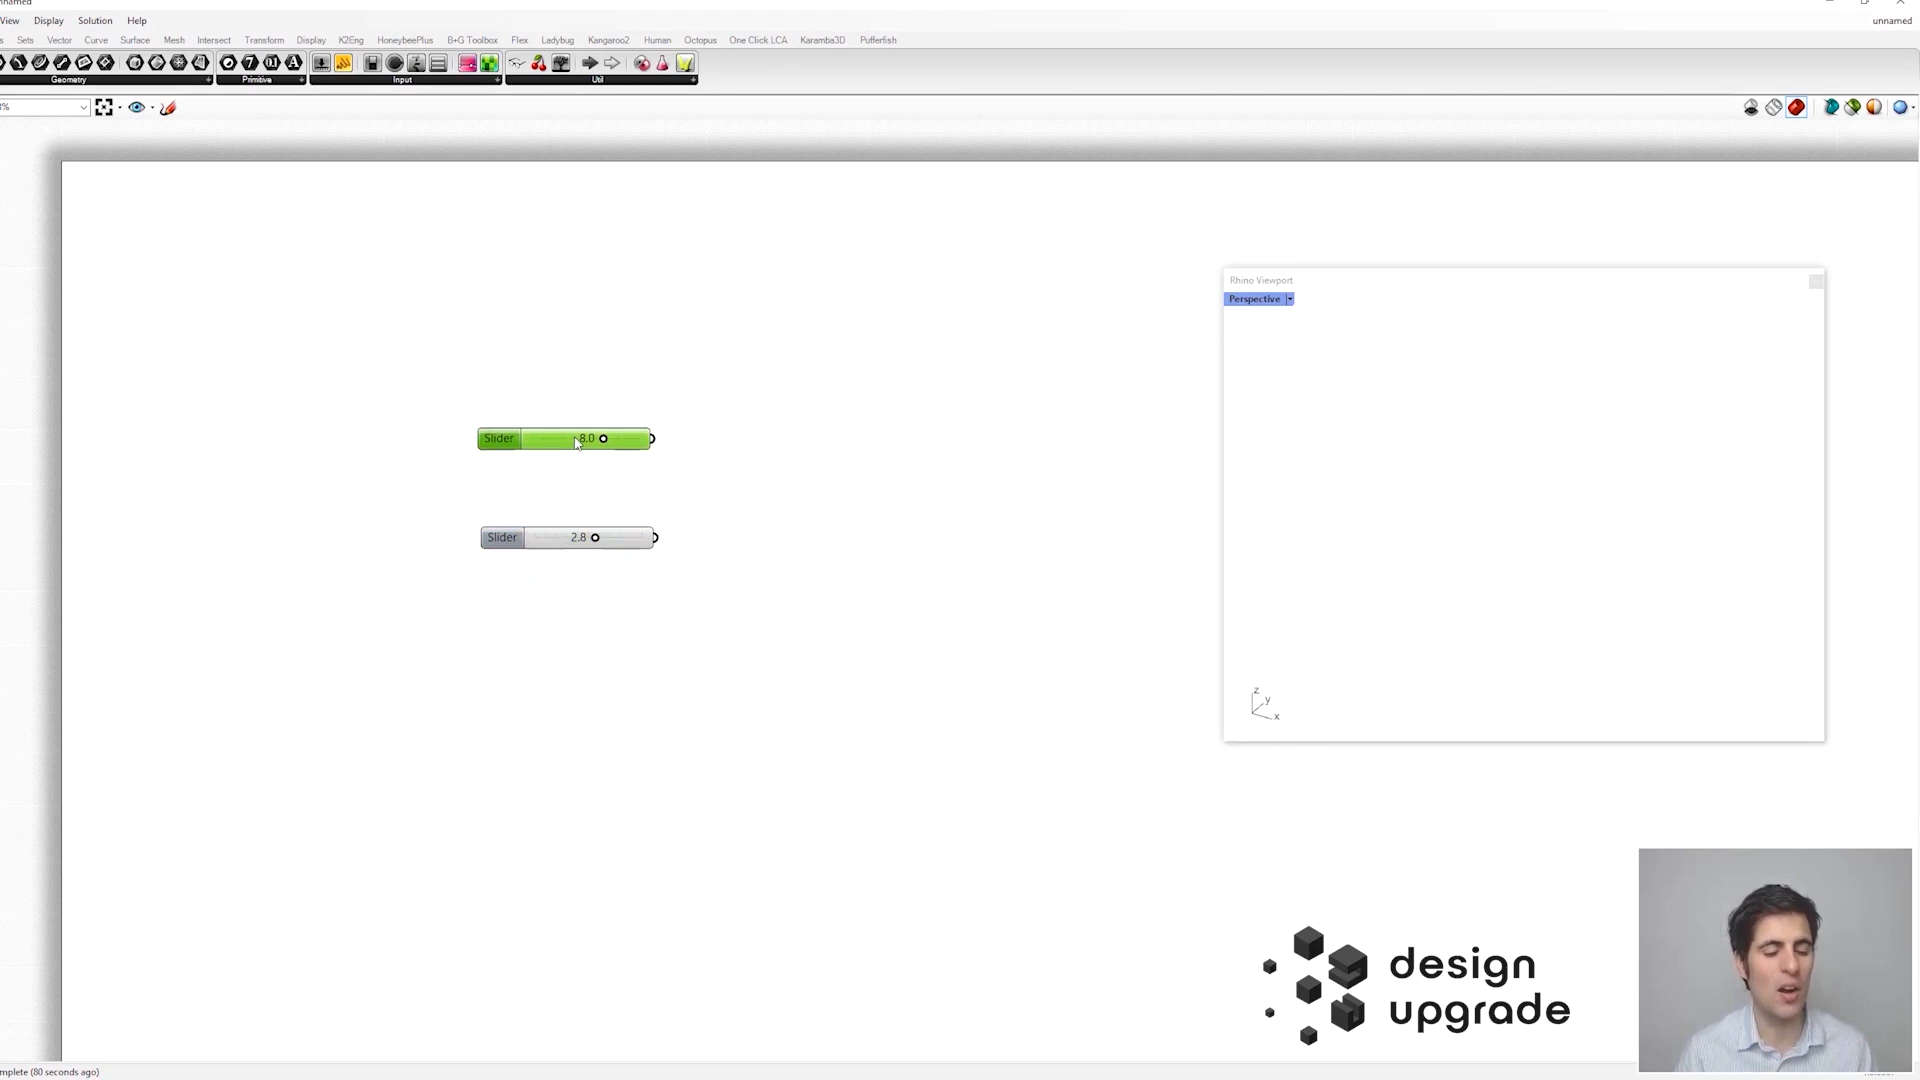 unnamed
View Display Solution Help
unnamed
Sets Vector Curve Surface Mesh Intersect Transform Display K2Eng HoneybeePlus B+G Toolbox Flex Ladybug Kangaroo2 Human Octopus One Click LCA Karamba3D Pufferfish
Geometry Primitive Input Util
Rhino Viewport
Perspective
Slider 8.0
Slider 2.8
z
y
x
design
upgrade
mplete (80 seconds ago)